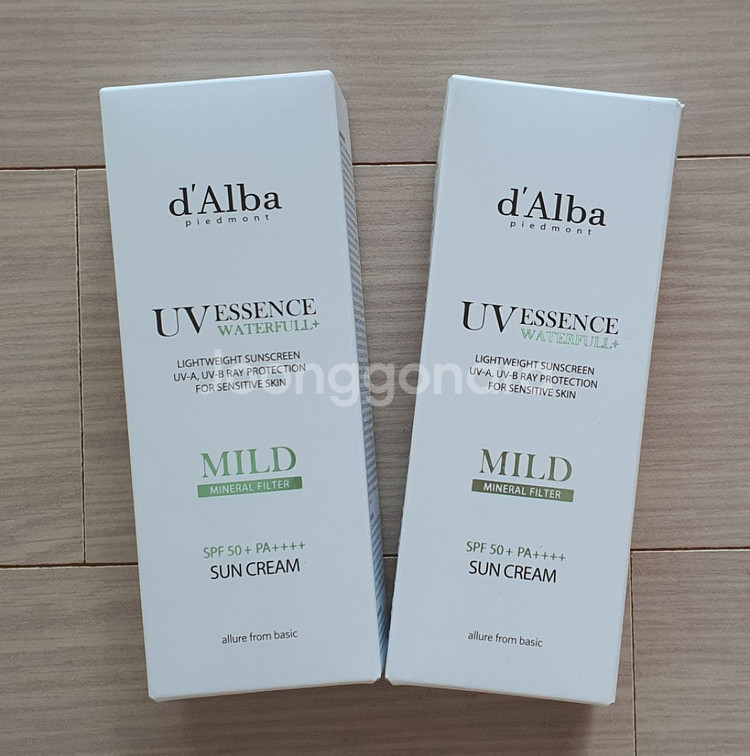 d'Alba
piedmont
UV ESSENCE
WATERFULL+
LIGHTWEIGHT SUNSCREEN
UV-A, UV-B RAY PROTECTION
FOR SENSITIVE SKIN
MILD
MINERAL FILTER
SPF 50+ PA++++
SUN CREAM
allure from basic
d'Alba
piedmont
UV ESSENCE
WATERFULL+
LIGHTWEIGHT SUNSCREEN
UV-A, UV-B RAY PROTECTION
FOR SENSITIVE SKIN
MILD
MINERAL FILTER
SPF 50+ PA++++
SUN CREAM
allure from basic